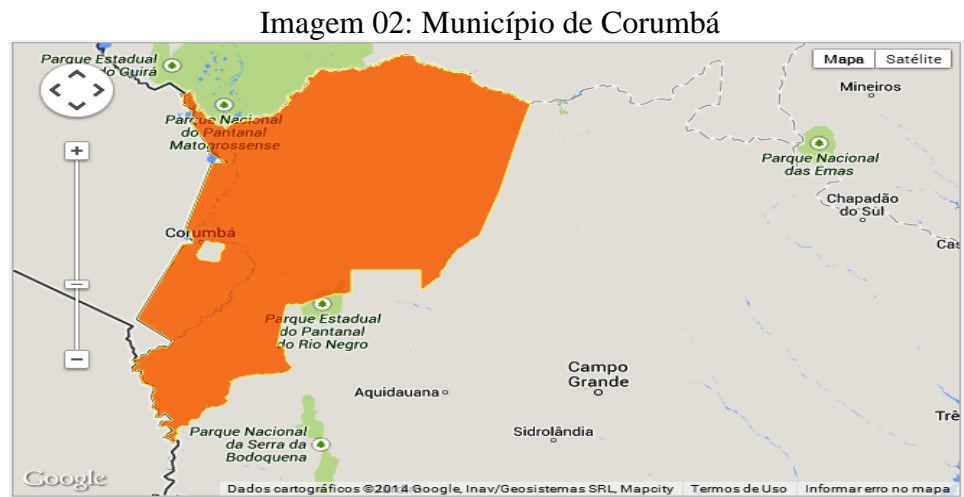 Imagem 02: Município de Corumbá
Parque Estadual
do Guirá
Mapa
Satélite
Mineiros
Parque Nacional
do Pantanal
Matogrossense
Parque Nacional
das Emas
Chapadão
do Sul
Corumbá
Cas
Parque Estadual
do Pantanal
do Rio Negro
Campo
Grande
Aquidauana
Trê
Sidrolândia
Parque Nacional
da Serra da
Bodoquena
Google
Dados cartográficos ©2014 Google, Inav/Geosistemas SRL, Mapcity
Termos de Uso
Informar erro no mapa